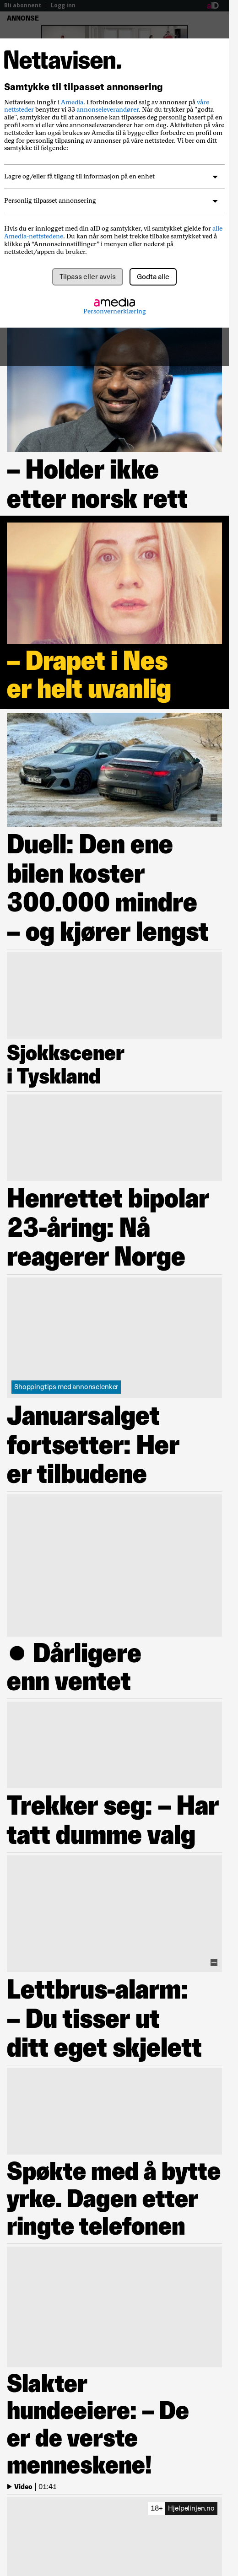 Bli abonnent | Logg inn
aID
ANNONSE
Nettavisen.
Samtykke til tilpasset annonsering
Nettavisen inngår i Amedia. I forbindelse med salg av annonser på våre
nettsteder benytter vi 33 annonseleverandører. Når du trykker på "godta
alle", samtykker du til at annonsene kan tilpasses deg personlig basert på din
aktivitet hos oss og annonseleverandører. Informasjon om din bruk av våre
nettsteder kan også brukes av Amedia til å bygge eller forbedre en profil om
deg for personlig tilpasning av annonser på våre nettsteder. Vi ber om ditt
samtykke til følgende:
Lagre og/eller få tilgang til informasjon på en enhet
Personlig tilpasset annonsering
Hvis du er innlogget med din aID og samtykker, vil samtykket gjelde for alle
Amedia-nettstedene. Du kan når som helst trekke tilbake samtykket ved å
klikke på “Annonseinnstillinger” i menyen eller nederst på
nettstedet/appen du bruker.
Tilpass eller avvis
Godta alle
amedia
Personvernerklæring
– Holder ikke
etter norsk rett
– Drapet i Nes
er helt uvanlig
Duell: Den ene
bilen koster
300.000 mindre
– og kjører lengst
Sjokkscener
i Tyskland
Henrettet bipolar
23-åring: Nå
reagerer Norge
Shoppingtips med annonselenker
Januarsalget
fortsetter: Her
er tilbudene
● Dårligere
enn ventet
Trekker seg: – Har
tatt dumme valg
Lettbrus-alarm:
– Du tisser ut
ditt eget skjelett
Spøkte med å bytte
yrke. Dagen etter
ringte telefonen
Slakter
hundeeiere: – De
er de verste
menneskene!
Video | 01:41
18+ Hjelpelinjen.no